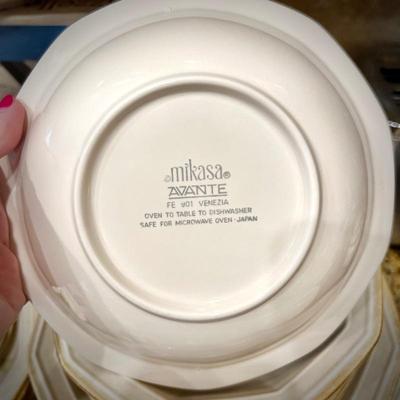 ©mikasa®
AVANTE
FE 901 VENEZIA
OVEN TO TABLE TO DISHWASHER
SAFE FOR MICROWAVE OVEN · JAPAN